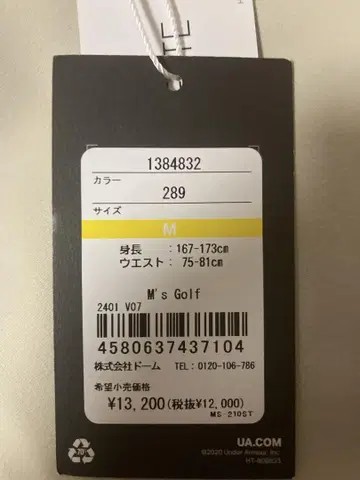 1384832
カラー
289
サイズ
M
身長 : 167-173cm
ウエスト : 75-81cm
M's Golf
2401 V07
4580637437104
株式会社ドーム TEL: 0120-106-786
希望小売価格
¥13,200(税抜¥12,000)
MS-210ST
70
UA.COM
©2020 Under Armour, Inc.